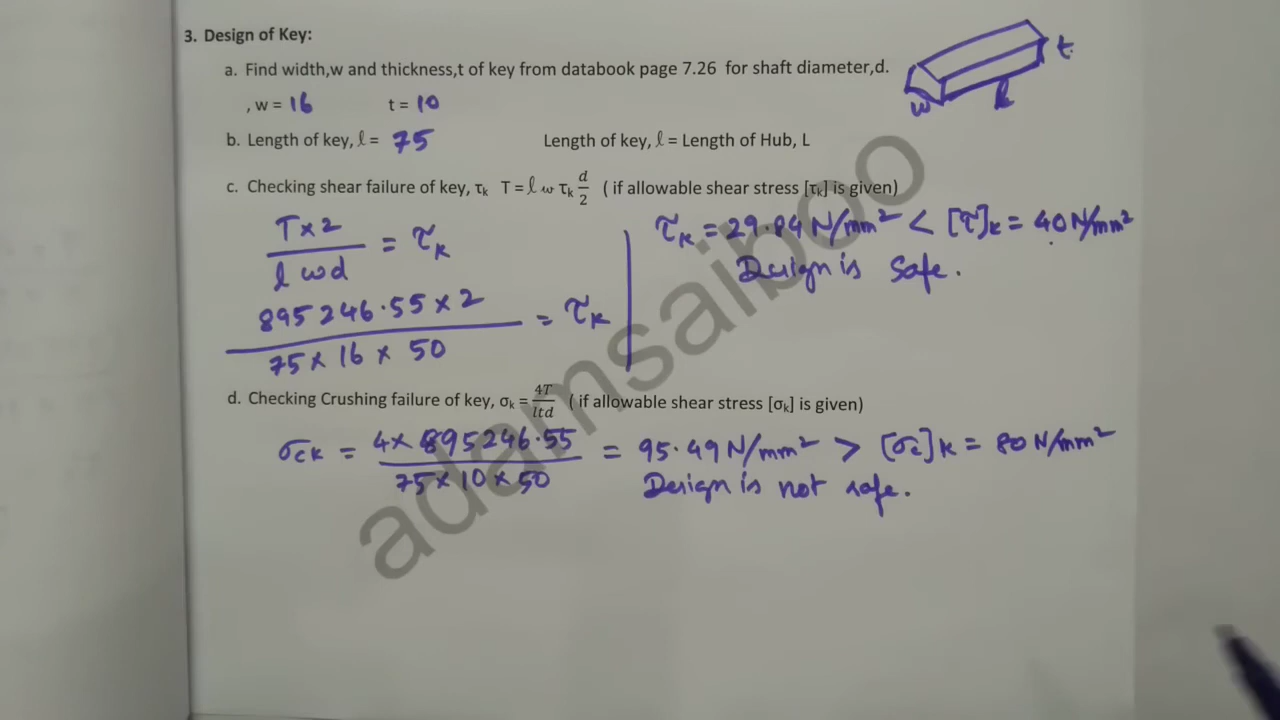 3. Design of Key:
a. Find width,w and thickness,t of key from databook page 7.26 for shaft diameter,d.
, w = 16 t = 10
b. Length of key, ℓ = 75 Length of key, ℓ = Length of Hub, L
c. Checking shear failure of key, τk T = ℓ w τk d/2 ( if allowable shear stress [τk] is given)
T×2 / l w d = τk
895246.55 × 2 / 75 × 16 × 50 = τk
τk = 29.84 N/mm² < [τ]k = 40 N/mm²
Design is safe.
d. Checking Crushing failure of key, σk = 4T/ltd ( if allowable shear stress [σk] is given)
σck = 4 × 895246.55 / 75 × 10 × 50 = 95.49 N/mm² > [σc]k = 80 N/mm²
Design is not safe.
w l t
adamsaiboo